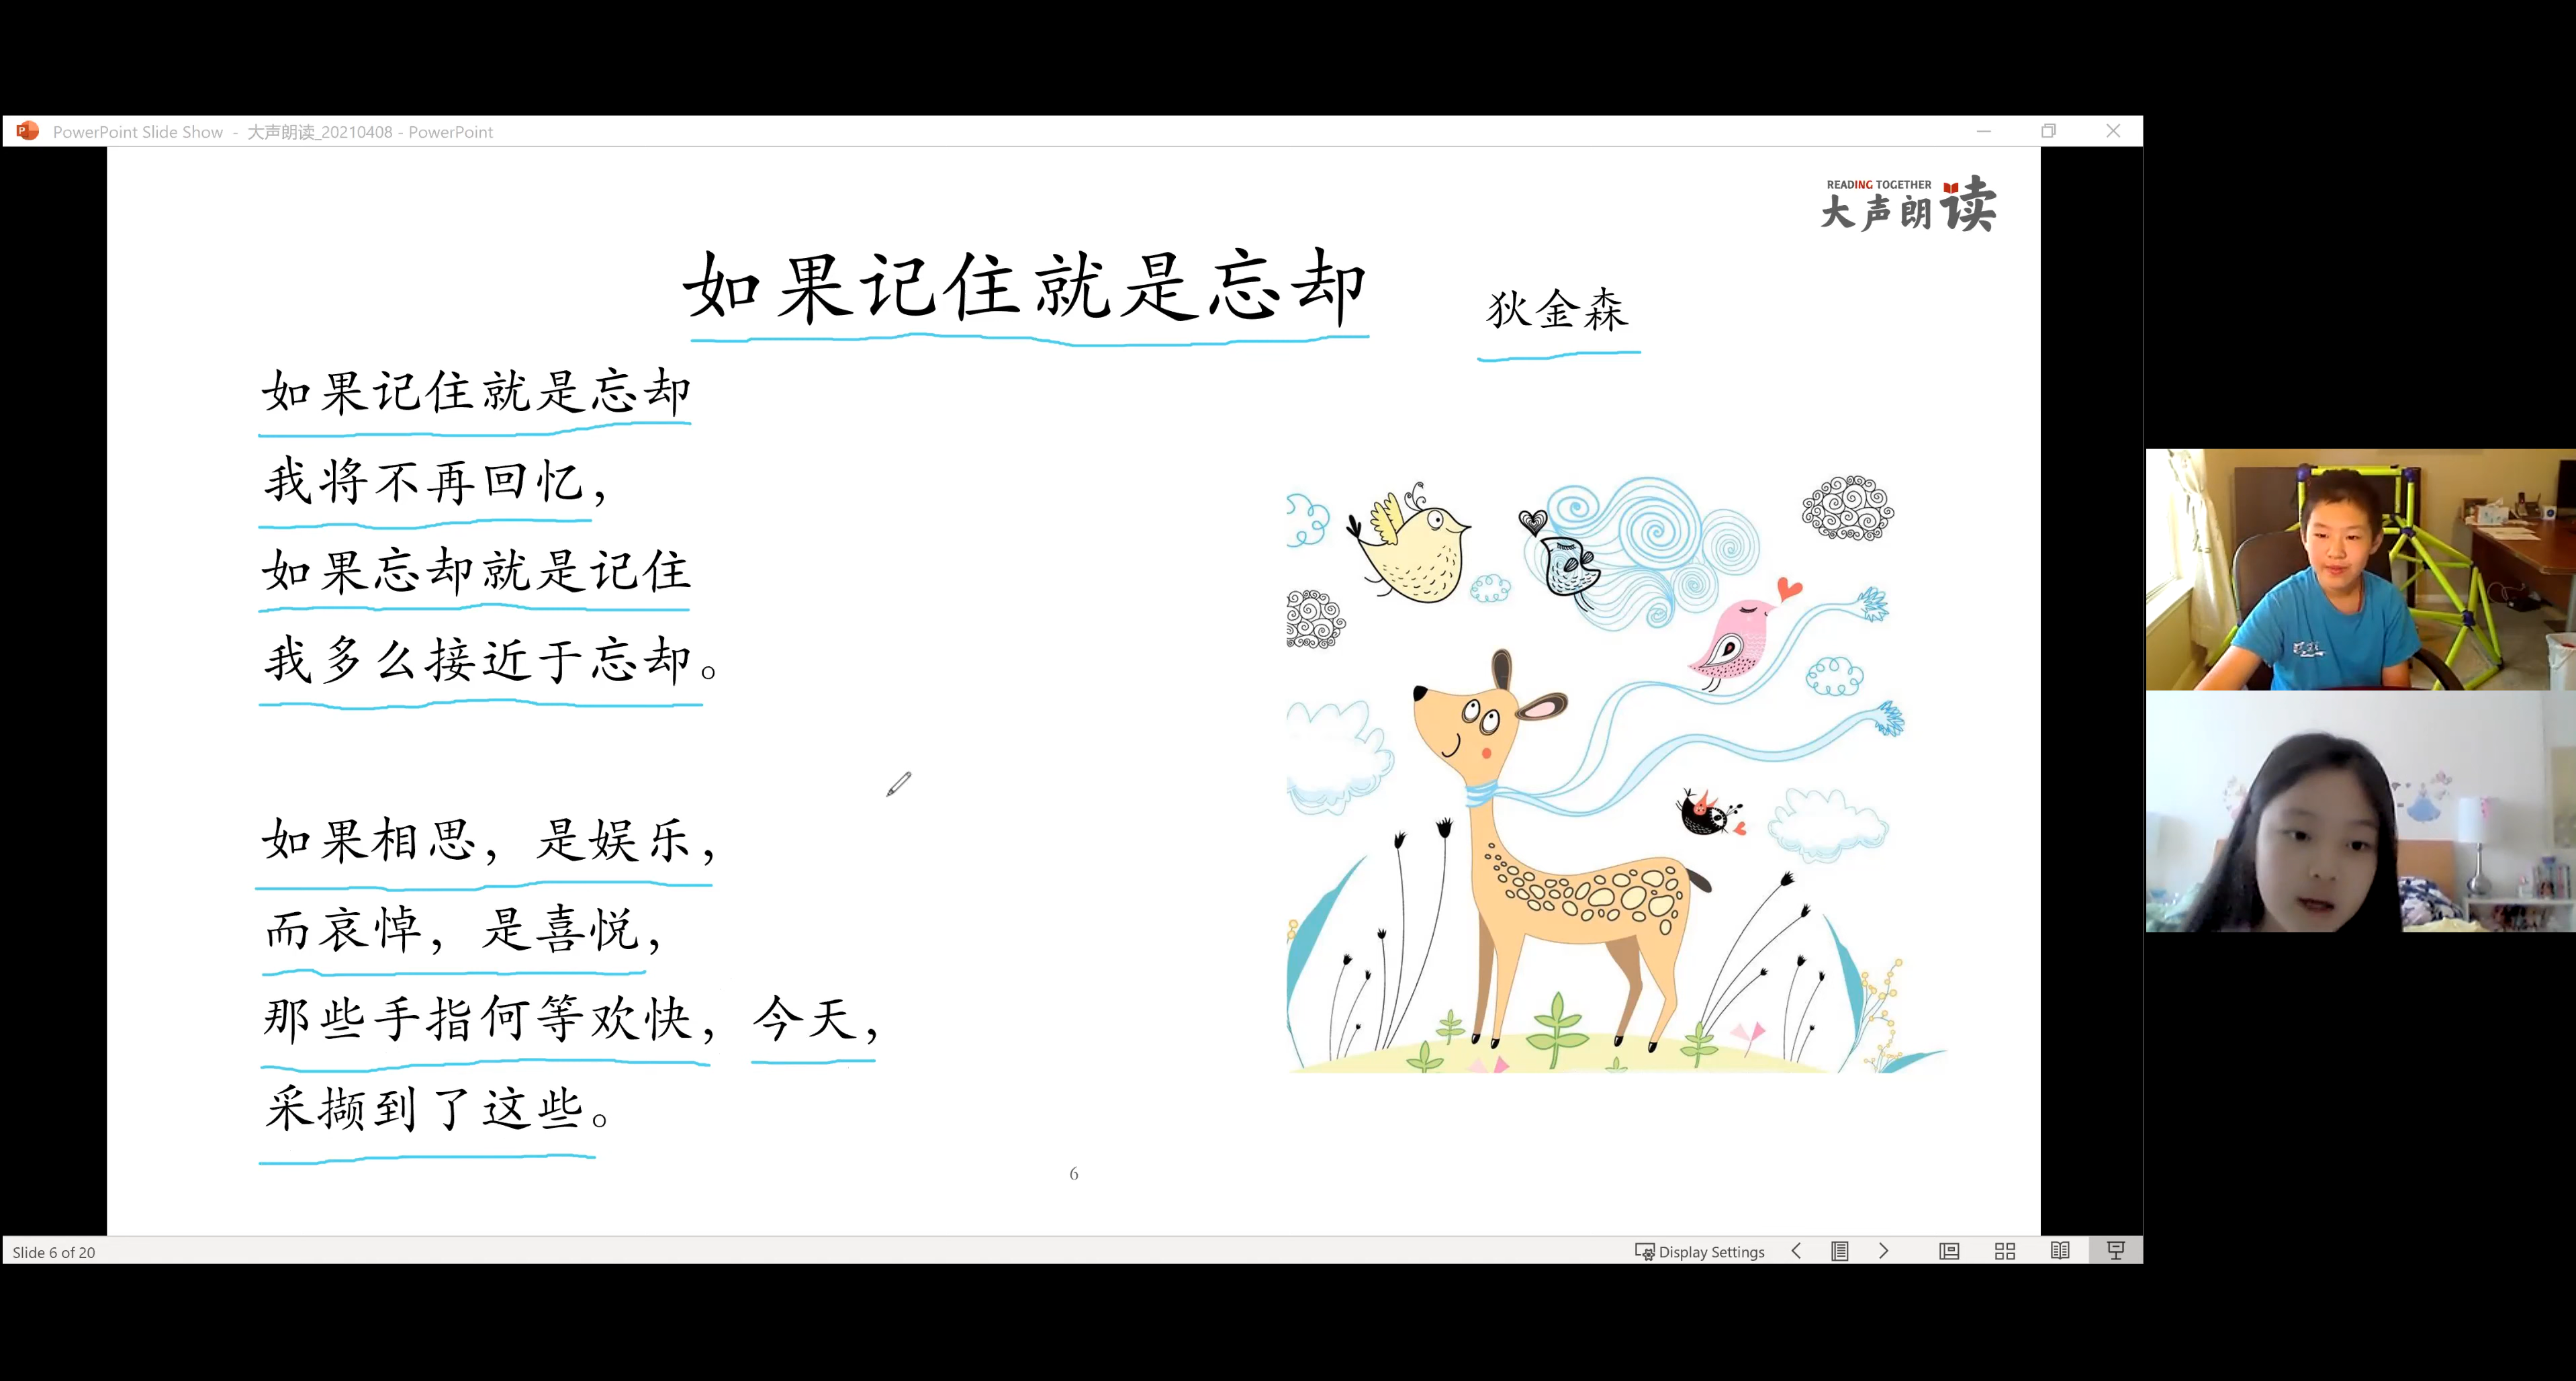 PowerPoint Slide Show - 大声朗读_20210408 - PowerPoint
READING TOGETHER
大声朗读
如果记住就是忘却
狄金森
如果记住就是忘却
我将不再回忆，
如果忘却就是记住
我多么接近于忘却。
如果相思，是娱乐，
而哀悼，是喜悦，
那些手指何等欢快，今天，
采撷到了这些。
6
Slide 6 of 20
Display Settings